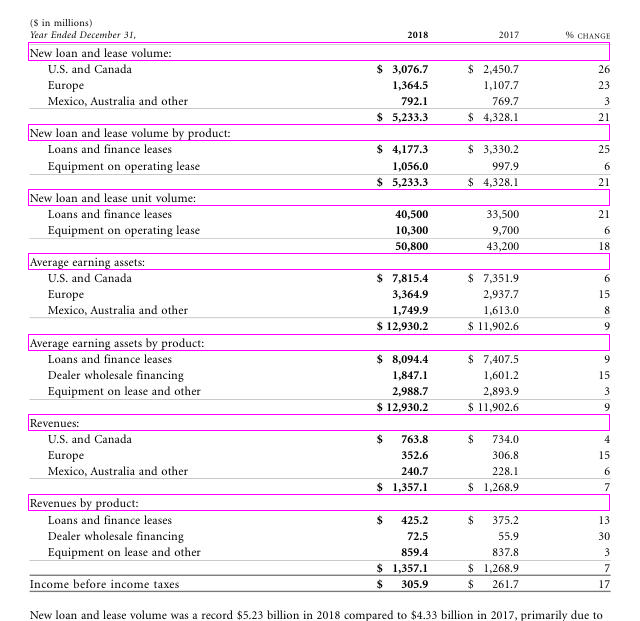 ($ in millions)
Year Ended December 31, 2018 2017 % CHANGE
New loan and lease volume:
U.S. and Canada $ 3,076.7 $ 2,450.7 26
Europe 1,364.5 1,107.7 23
Mexico, Australia and other 792.1 769.7 3
$ 5,233.3 $ 4,328.1 21
New loan and lease volume by product:
Loans and finance leases $ 4,177.3 $ 3,330.2 25
Equipment on operating lease 1,056.0 997.9 6
$ 5,233.3 $ 4,328.1 21
New loan and lease unit volume:
Loans and finance leases 40,500 33,500 21
Equipment on operating lease 10,300 9,700 6
50,800 43,200 18
Average earning assets:
U.S. and Canada $ 7,815.4 $ 7,351.9 6
Europe 3,364.9 2,937.7 15
Mexico, Australia and other 1,749.9 1,613.0 8
$ 12,930.2 $ 11,902.6 9
Average earning assets by product:
Loans and finance leases $ 8,094.4 $ 7,407.5 9
Dealer wholesale financing 1,847.1 1,601.2 15
Equipment on lease and other 2,988.7 2,893.9 3
$ 12,930.2 $ 11,902.6 9
Revenues:
U.S. and Canada $ 763.8 $ 734.0 4
Europe 352.6 306.8 15
Mexico, Australia and other 240.7 228.1 6
$ 1,357.1 $ 1,268.9 7
Revenues by product:
Loans and finance leases $ 425.2 $ 375.2 13
Dealer wholesale financing 72.5 55.9 30
Equipment on lease and other 859.4 837.8 3
$ 1,357.1 $ 1,268.9 7
Income before income taxes $ 305.9 $ 261.7 17
New loan and lease volume was a record $5.23 billion in 2018 compared to $4.33 billion in 2017, primarily due to